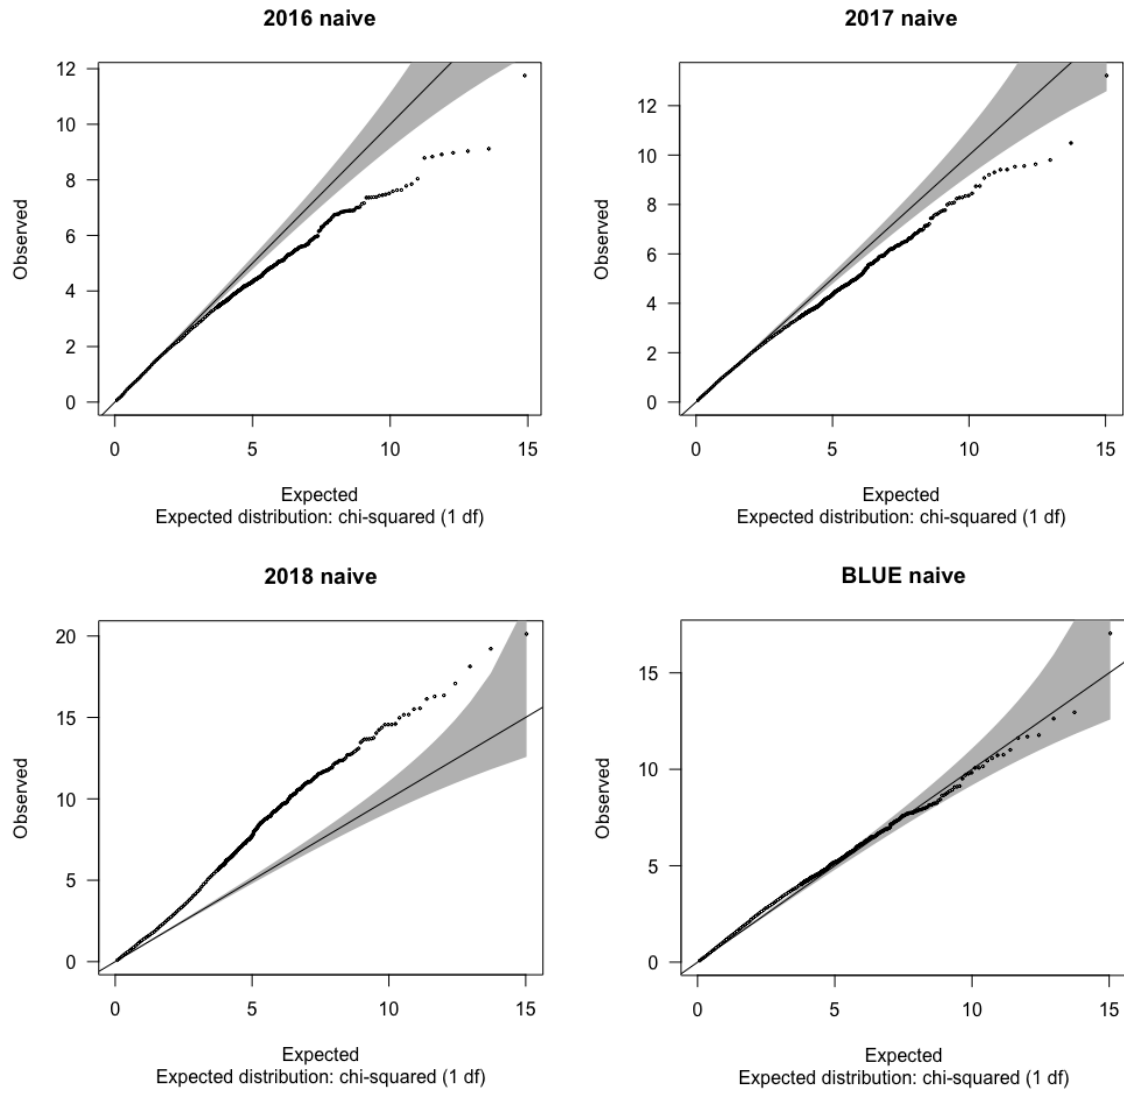 2016 naive
12
10
8
6
4
2
0
Observed
0 5 10 15
Expected
Expected distribution: chi-squared (1 df)
2017 naive
12
10
8
6
4
2
0
Observed
0 5 10 15
Expected
Expected distribution: chi-squared (1 df)
2018 naive
20
15
10
5
0
Observed
0 5 10 15
Expected
Expected distribution: chi-squared (1 df)
BLUE naive
15
10
5
0
Observed
0 5 10 15
Expected
Expected distribution: chi-squared (1 df)